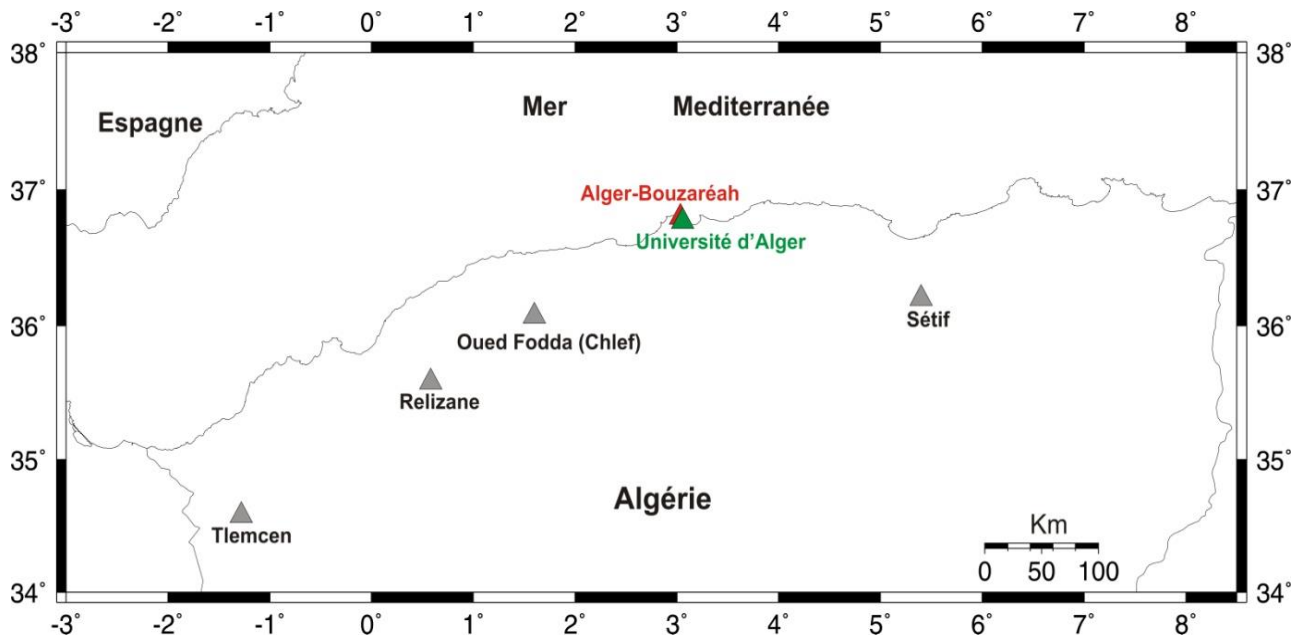 -3° -2° -1° 0° 1° 2° 3° 4° 5° 6° 7° 8°
38° 38°
Mer Mediterranée
Espagne
37° 37°
Alger-Bouzaréah
Université d'Alger
Sétif
36° 36°
Oued Fodda (Chlef)
Relizane
35° 35°
Algérie
Km
Tlemcen
0 50 100
34° 34°
-3° -2° -1° 0° 1° 2° 3° 4° 5° 6° 7° 8°